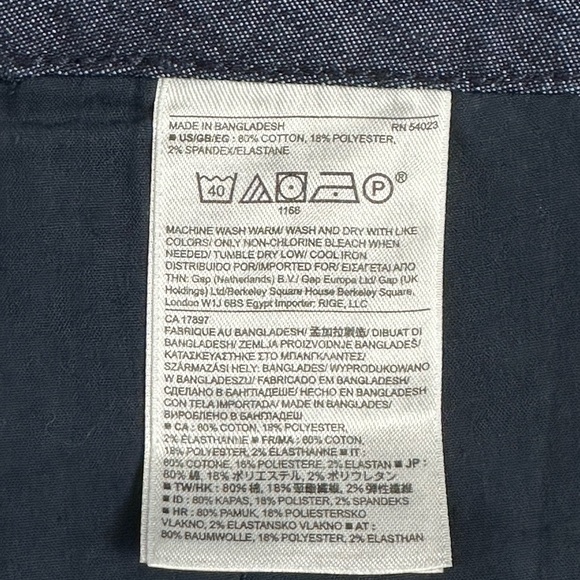 MADE IN BANGLADESH RN 54023
■ US/GB/EG : 80% COTTON, 18% POLYESTER,
2% SPANDEX/ELASTANE
40 P ®
1166
MACHINE WASH WARM/ WASH AND DRY WITH LIKE
COLORS/ ONLY NON-CHLORINE BLEACH WHEN
NEEDED/ TUMBLE DRY LOW/ COOL IRON
DISTRIBUIDO POR/IMPORTED FOR/ ΕΙΣΑΓΕΤΑΙ ΑΠΟ
ΤΗΝ: Gap (Netherlands) B.V./ Gap Europe Ltd/ Gap (UK
Holdings) Ltd/Berkeley Square House Berkeley Square,
London W1J 6BS Egypt Importer: RIGE, LLC
CA 17897
FABRIQUE AU BANGLADESH/ 孟加拉製造/ DIBUAT DI
BANGLADESH/ ZEMLJA PROIZVODNJE BANGLADEŠ/
ΚΑΤΑΣΚΕΥΑΣΤΗΚΕ ΣΤΟ ΜΠΑΝΓΚΛΑΝΤΕΣ/
SZÁRMAZÁSI HELY: BANGLADES/ WYPRODUKOWANO
W BANGLADESZU/ FABRICADO EM BANGLADESH/
СДЕЛАНО В БАНГЛАДЕШЕ/ HECHO EN BANGLADESH
CON TELA IMPORTADA/ MADE IN BANGLADES/
ВИРОБЛЕНО В БАНГЛАДЕШ
■ CA : 80% COTON, 18% POLYESTER,
2% ÉLASTHANNE ■ FR/MA : 80% COTON,
18% POLYESTER, 2% ÉLASTHANNE ■ IT :
80% COTONE, 18% POLIESTERE, 2% ELASTAN ■ JP :
80% 綿, 18% ポリエステル, 2% ポリウレタン
■ TW/HK : 80% 棉, 18% 聚酯纖維, 2% 彈性纖維
■ ID : 80% KAPAS, 18% POLIESTER, 2% SPANDEKS
■ HR : 80% PAMUK, 18% POLIESTERSKO
VLAKNO, 2% ELASTANSKO VLAKNO ■ AT :
80% BAUMWOLLE, 18% POLYESTER, 2% ELASTHAN